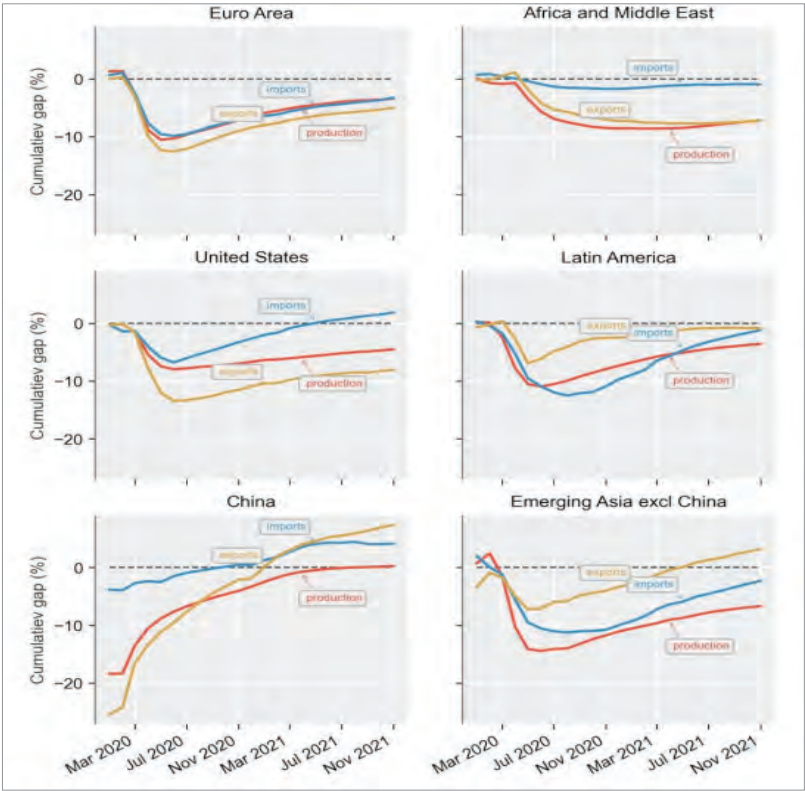 Euro Area
Africa and Middle East
Cumulatiev gap (%)
0
−10
−20
imports
exports
production
imports
exports
production
United States
Latin America
Cumulatiev gap (%)
0
−10
−20
imports
exports
production
exports
imports
production
China
Emerging Asia excl China
Cumulatiev gap (%)
0
−10
−20
imports
exports
production
exports
imports
production
Mar 2020
Jul 2020
Nov 2020
Mar 2021
Jul 2021
Nov 2021
Mar 2020
Jul 2020
Nov 2020
Mar 2021
Jul 2021
Nov 2021